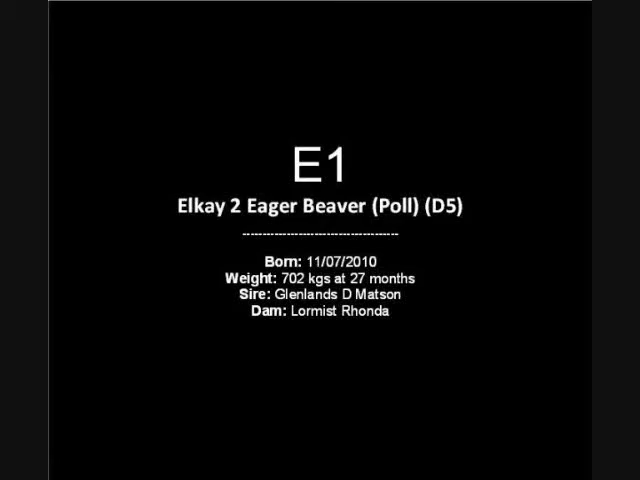 E1
Elkay 2 Eager Beaver (Poll) (D5)
---------------------------------------
Born: 11/07/2010
Weight: 702 kgs at 27 months
Sire: Glenlands D Matson
Dam: Lormist Rhonda